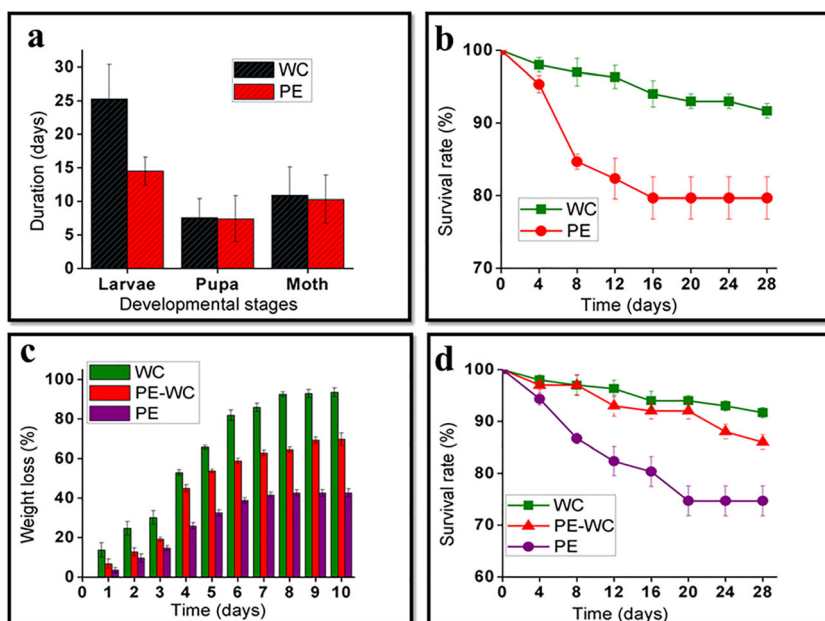 a
WC
PE
30
25
20
15
10
5
0
Duration (days)
Larvae Pupa Moth
Developmental stages
b
100
90
80
70
Survival rate (%)
WC
PE
0 4 8 12 16 20 24 28
Time (days)
c
WC
PE-WC
PE
100
80
60
40
20
0
Weight loss (%)
0 1 2 3 4 5 6 7 8 9 10
Time (days)
d
100
90
80
70
60
Survival rate (%)
WC
PE-WC
PE
0 4 8 12 16 20 24 28
Time (days)